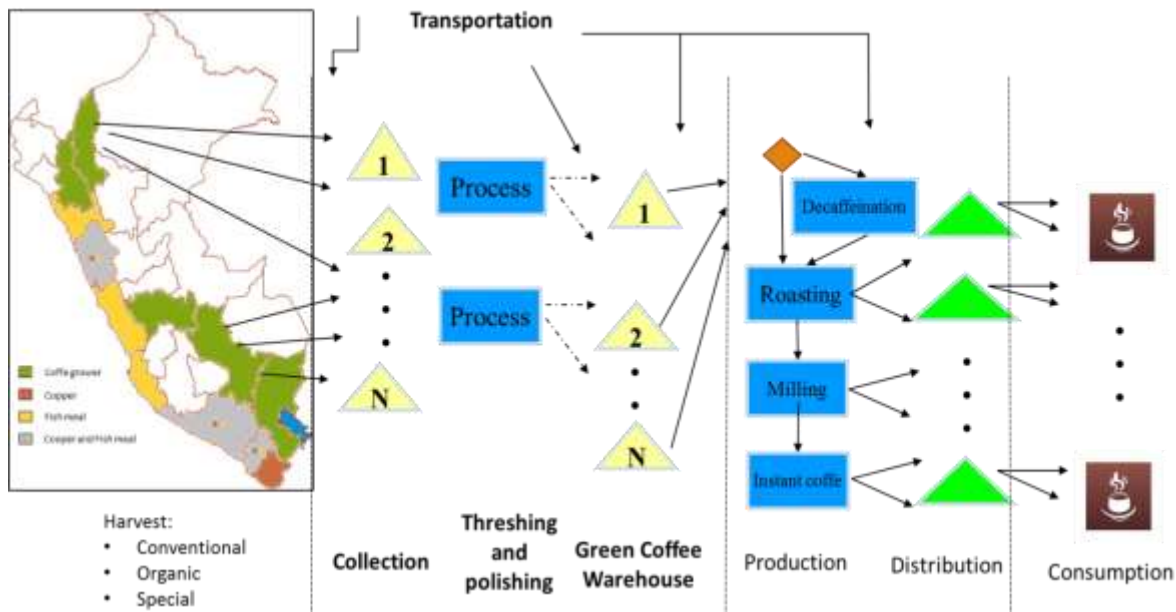 Transportation
1
2
N
Process
Process
1
2
N
Decaffeination
Roasting
Milling
Instant coffe
Coffe grower
Copper
Fish meal
Cooper and Fish meal
Harvest:
• Conventional
• Organic
• Special
Collection
Threshing
and
polishing
Green Coffee
Warehouse
Production
Distribution
Consumption